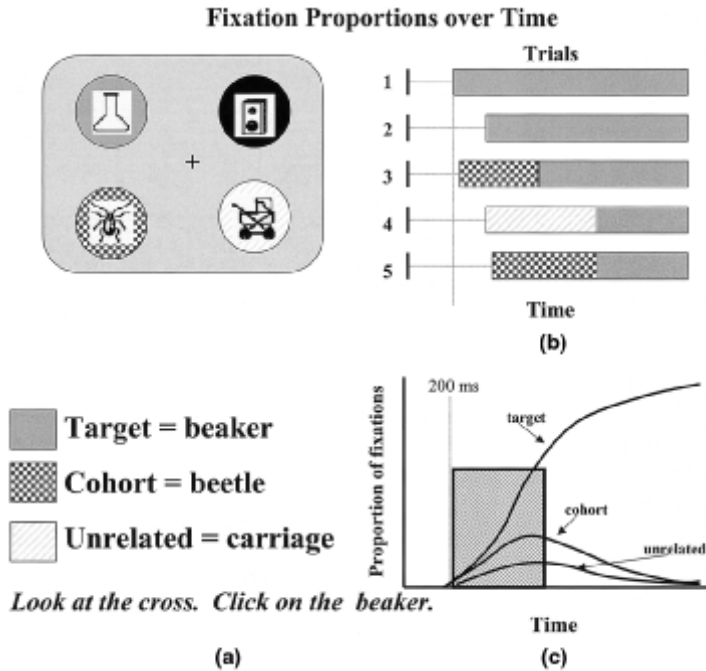 Fixation Proportions over Time
Trials
1
2
3
4
5
Time
(b)
Target = beaker
Cohort = beetle
Unrelated = carriage
Look at the cross. Click on the beaker.
(a)
200 ms
target
cohort
unrelated
Proportion of fixations
Time
(c)